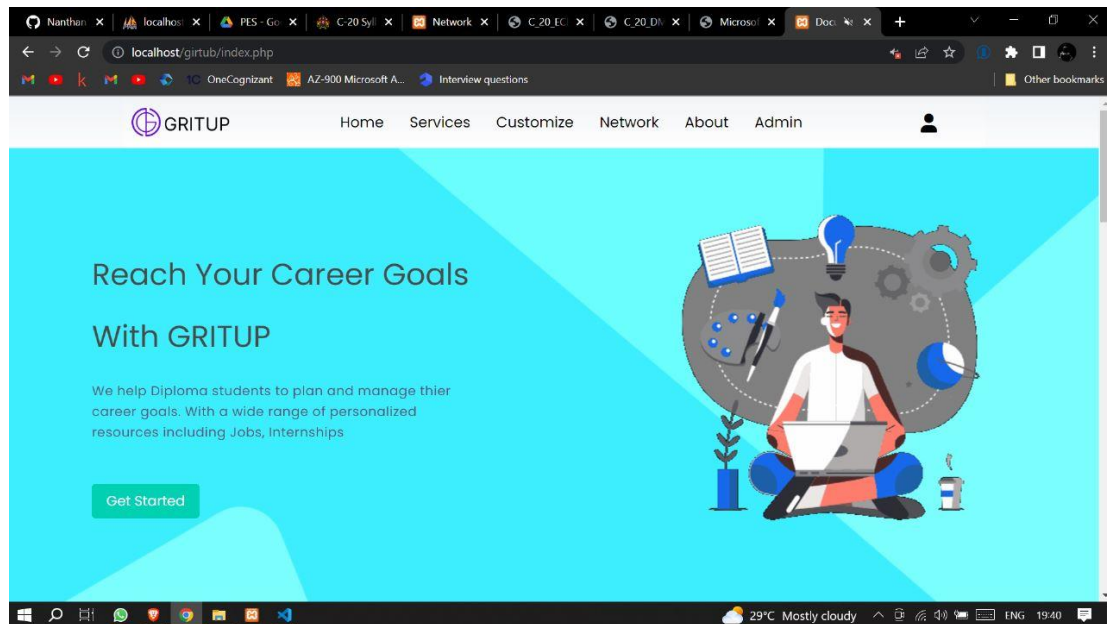 Nanthan
localhost
PES - Go
C-20 Syll
Network
C_20_EC
C_20_DM
Microsof
Doc
localhost/girtub/index.php
OneCognizant
AZ-900 Microsoft A...
Interview questions
Other bookmarks
GRITUP
Home
Services
Customize
Network
About
Admin
Reach Your Career Goals
With GRITUP
We help Diploma students to plan and manage thier
career goals. With a wide range of personalized
resources including Jobs, Internships
Get Started
29°C Mostly cloudy
ENG
19:40